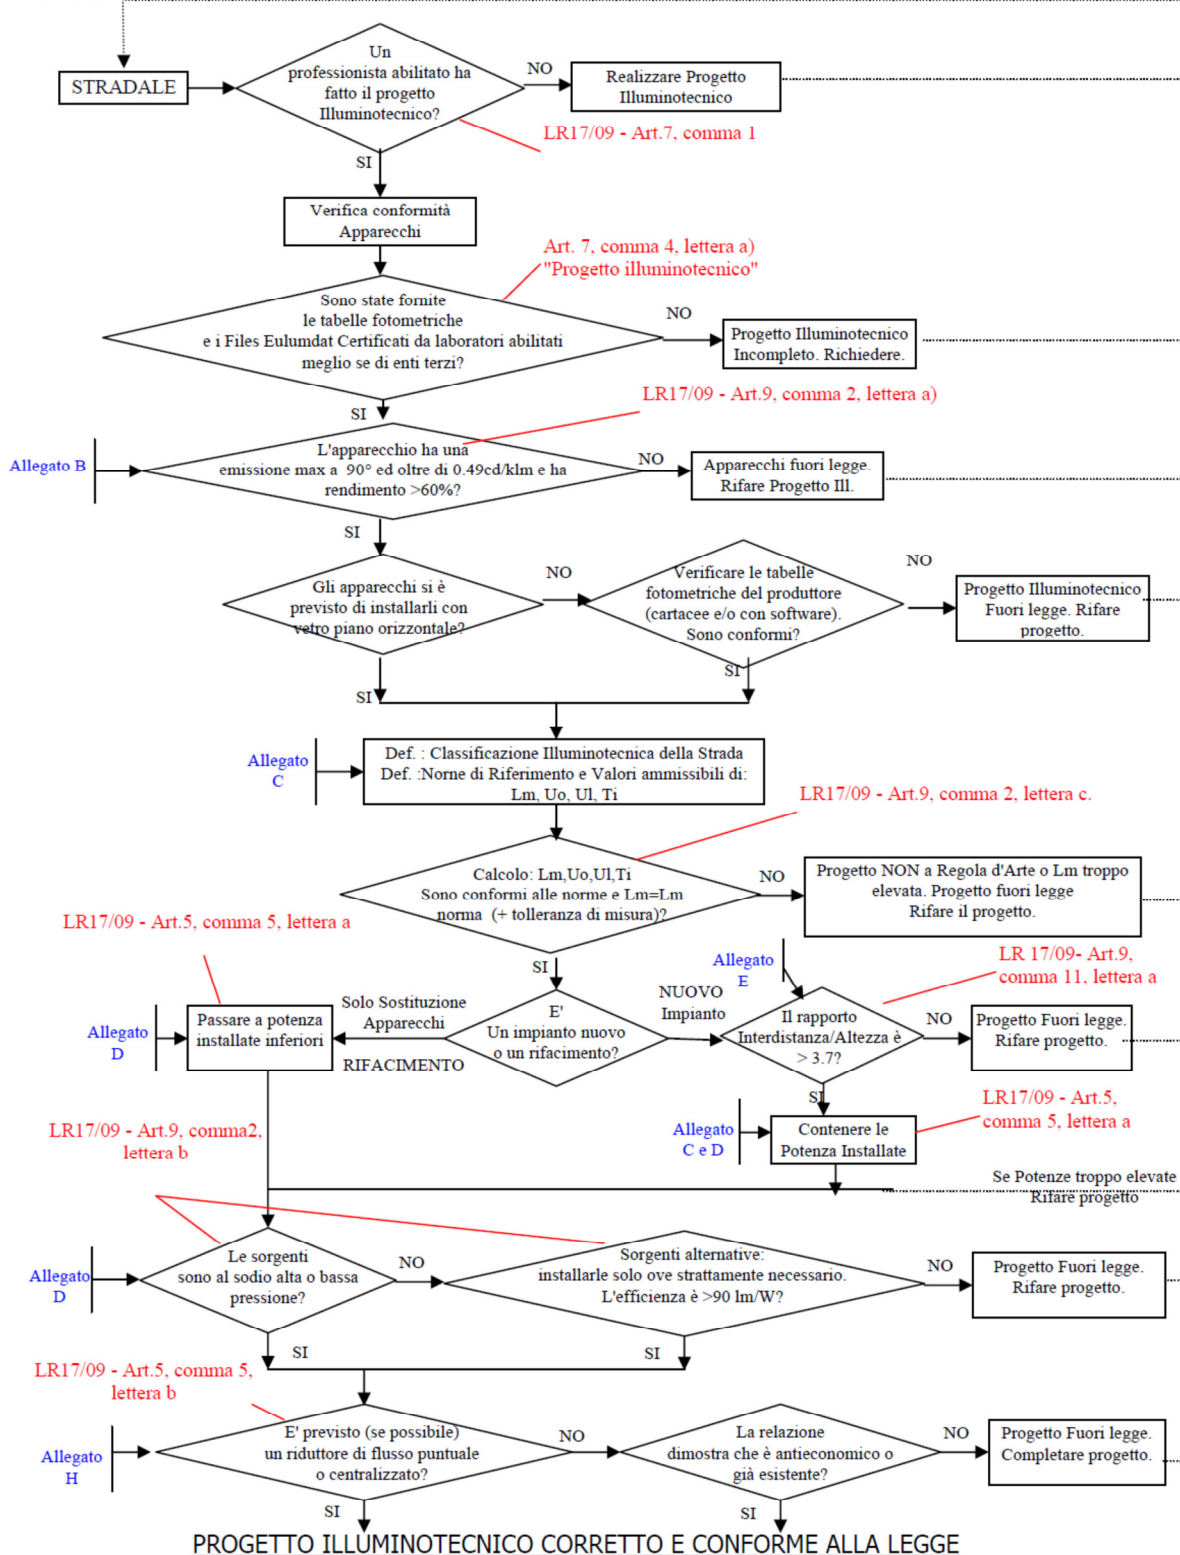 Un
professionista abilitato ha
fatto il progetto
Illuminotecnico?
STRADALE
NO
Realizzare Progetto
Illuminotecnico
LR17/09 - Art.7, comma 1
SI
Verifica conformità
Apparecchi
Art. 7, comma 4, lettera a)
"Progetto illuminotecnico"
Sono state fornite
le tabelle fotometriche
e i Files Eulumdat Certificati da laboratori abilitati
meglio se di enti terzi?
NO
Progetto Illuminotecnico
Incompleto. Richiedere.
LR17/09 - Art.9, comma 2, lettera a)
SI
Allegato B
L'apparecchio ha una
emissione max a 90° ed oltre di 0.49cd/klm e ha
rendimento >60%?
NO
Apparecchi fuori legge.
Rifare Progetto Ill.
SI
Gli apparecchi si è
previsto di installarli con
vetro piano orizzontale?
NO
Verificare le tabelle
fotometriche del produttore
(cartacee e/o con software).
Sono conformi?
NO
Progetto Illuminotecnico
Fuori legge. Rifare
progetto.
SI
SI
Allegato
C
Def. : Classificazione Illuminotecnica della Strada
Def. :Norne di Riferimento e Valori ammissibili di:
Lm, Uo, Ul, Ti
LR17/09 - Art.9, comma 2, lettera c.
Calcolo: Lm,Uo,Ul,Ti
Sono conformi alle norme e Lm=Lm
norma (+ tolleranza di misura)?
NO
Progetto NON a Regola d'Arte o Lm troppo
elevata. Progetto fuori legge
Rifare il progetto.
LR17/09 - Art.5, comma 5, lettera a
SI
Allegato
E
LR 17/09- Art.9,
comma 11, lettera a
Allegato
D
Passare a potenza
installate inferiori
Solo Sostituzione
Apparecchi
RIFACIMENTO
E'
Un impianto nuovo
o un rifacimento?
NUOVO
Impianto
Il rapporto
Interdistanza/Altezza è
> 3.7?
NO
Progetto Fuori legge.
Rifare progetto.
SI
LR17/09 - Art.5,
comma 5, lettera a
Allegato
C e D
Contenere le
Potenza Installate
LR17/09 - Art.9, comma2,
lettera b
Se Potenze troppo elevate
Rifare progetto
Allegato
D
Le sorgenti
sono al sodio alta o bassa
pressione?
NO
Sorgenti alternative:
installarle solo ove strattamente necessario.
L'efficienza è >90 lm/W?
NO
Progetto Fuori legge.
Rifare progetto.
SI
SI
LR17/09 - Art.5, comma 5,
lettera b
Allegato
H
E' previsto (se possibile)
un riduttore di flusso puntuale
o centralizzato?
NO
La relazione
dimostra che è antieconomico o
già esistente?
NO
Progetto Fuori legge.
Completare progetto.
SI
SI
PROGETTO ILLUMINOTECNICO CORRETTO E CONFORME ALLA LEGGE